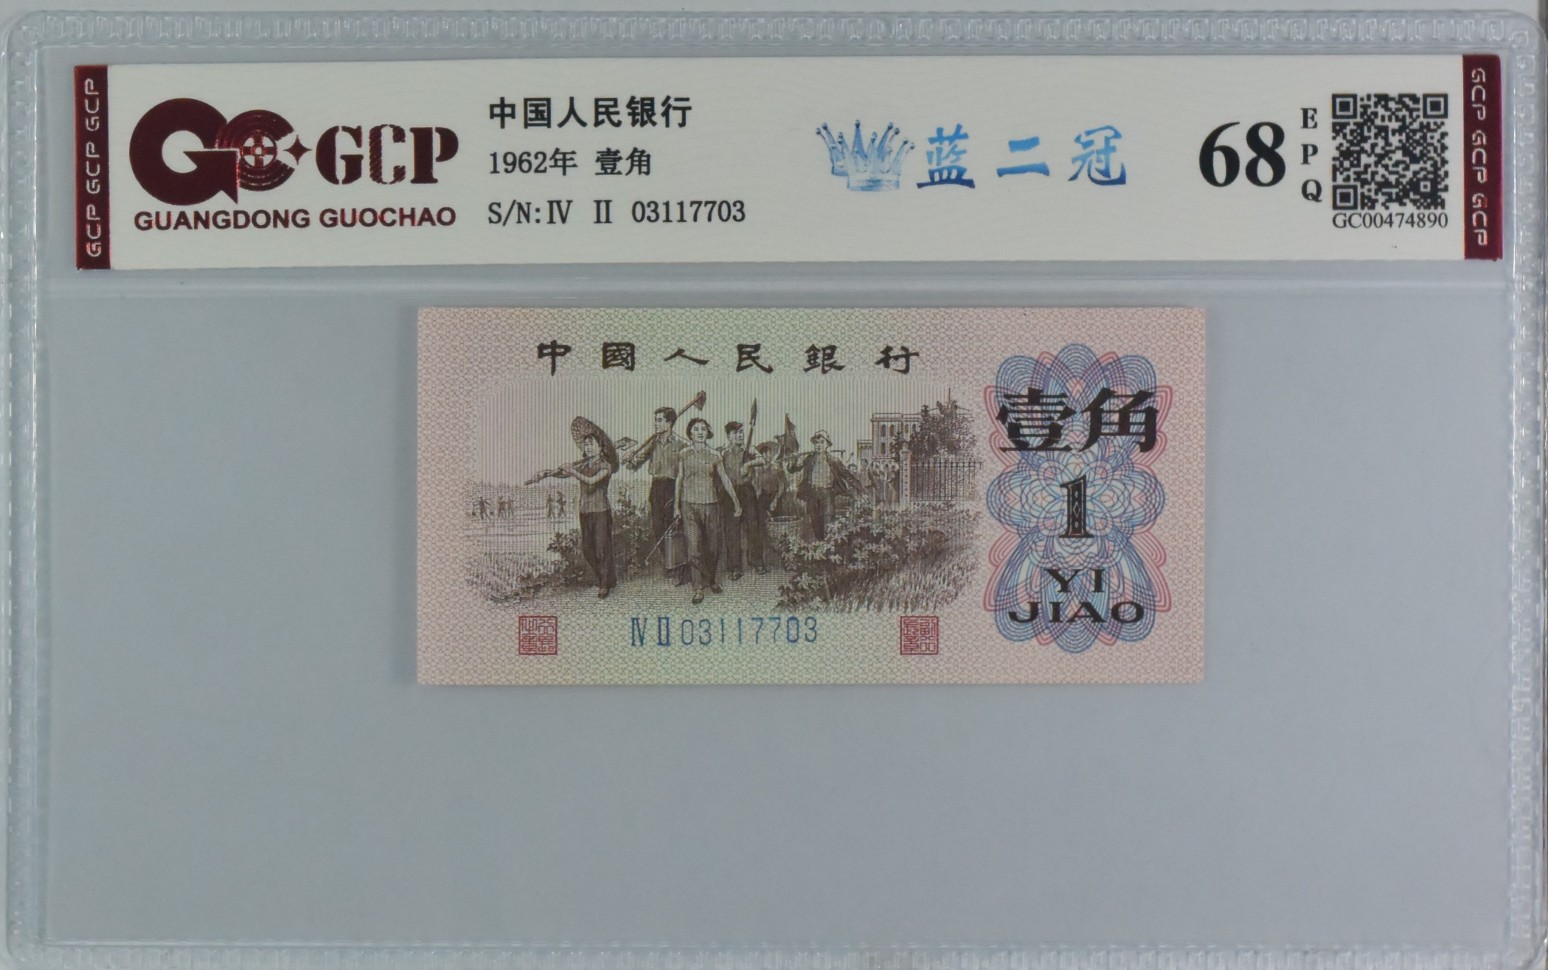 GCP GCP GCP
GCP
GUANGDONG GUOCHAO
中国人民银行
1962年 壹角
S/N:Ⅳ Ⅱ 03117703
蓝二冠
68
EPQ
GC00474890
GCP GCP GCP
中國人民銀行
壹角
1
YI
JIAO
Ⅳ Ⅱ 03117703